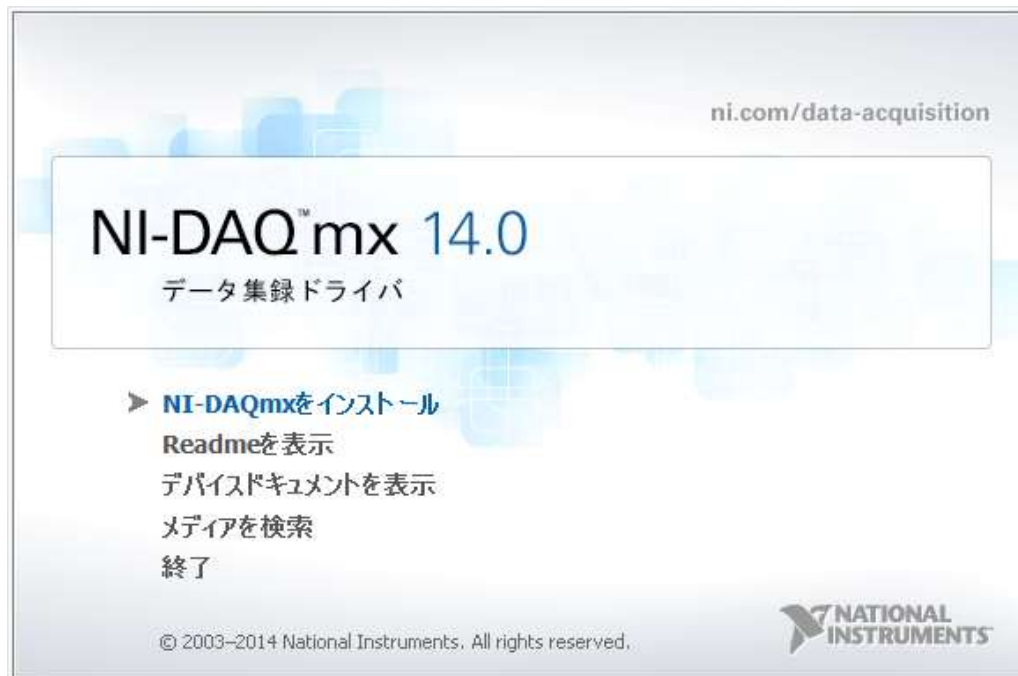 ni.com/data-acquisition
NI-DAQ™mx 14.0
データ集録ドライバ
NI-DAQmxをインストール
Readmeを表示
デバイスドキュメントを表示
メディアを検索
終了
© 2003–2014 National Instruments. All rights reserved.
NATIONAL
INSTRUMENTS